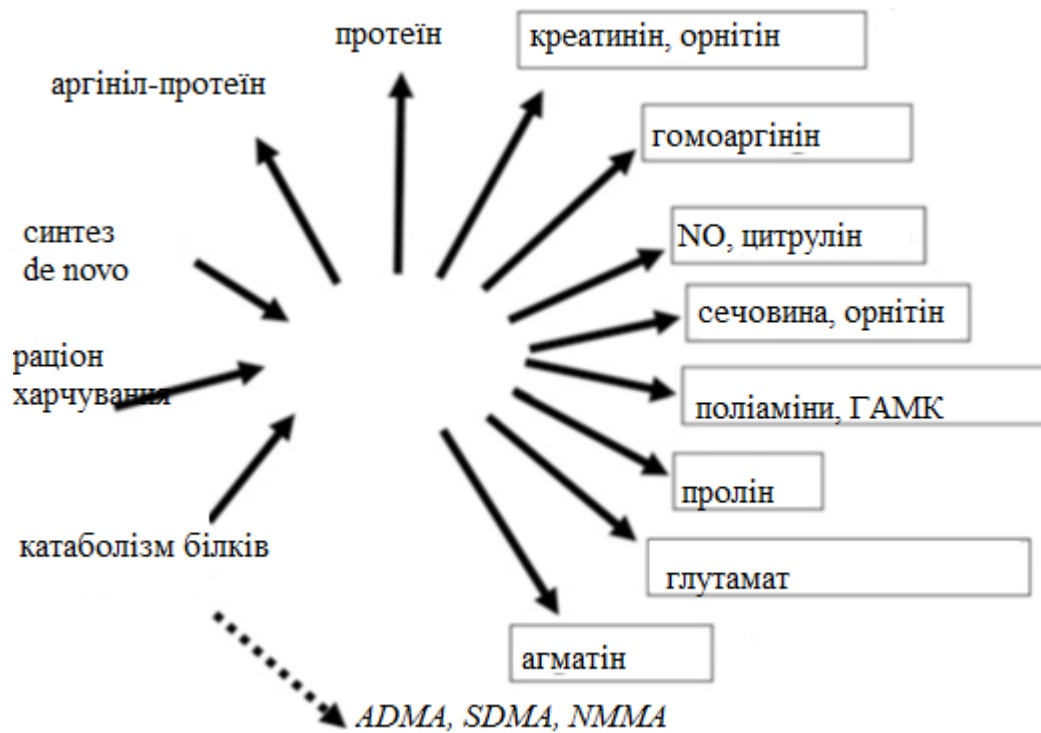 протеїн
креатинін, орнітін
аргініл-протеїн
гомоаргінін
синтез
de novo
NO, цитрулін
сечовина, орнітін
раціон
харчування
поліаміни, ГАМК
пролін
катаболізм білків
глутамат
агматін
ADMA, SDMA, NMMA